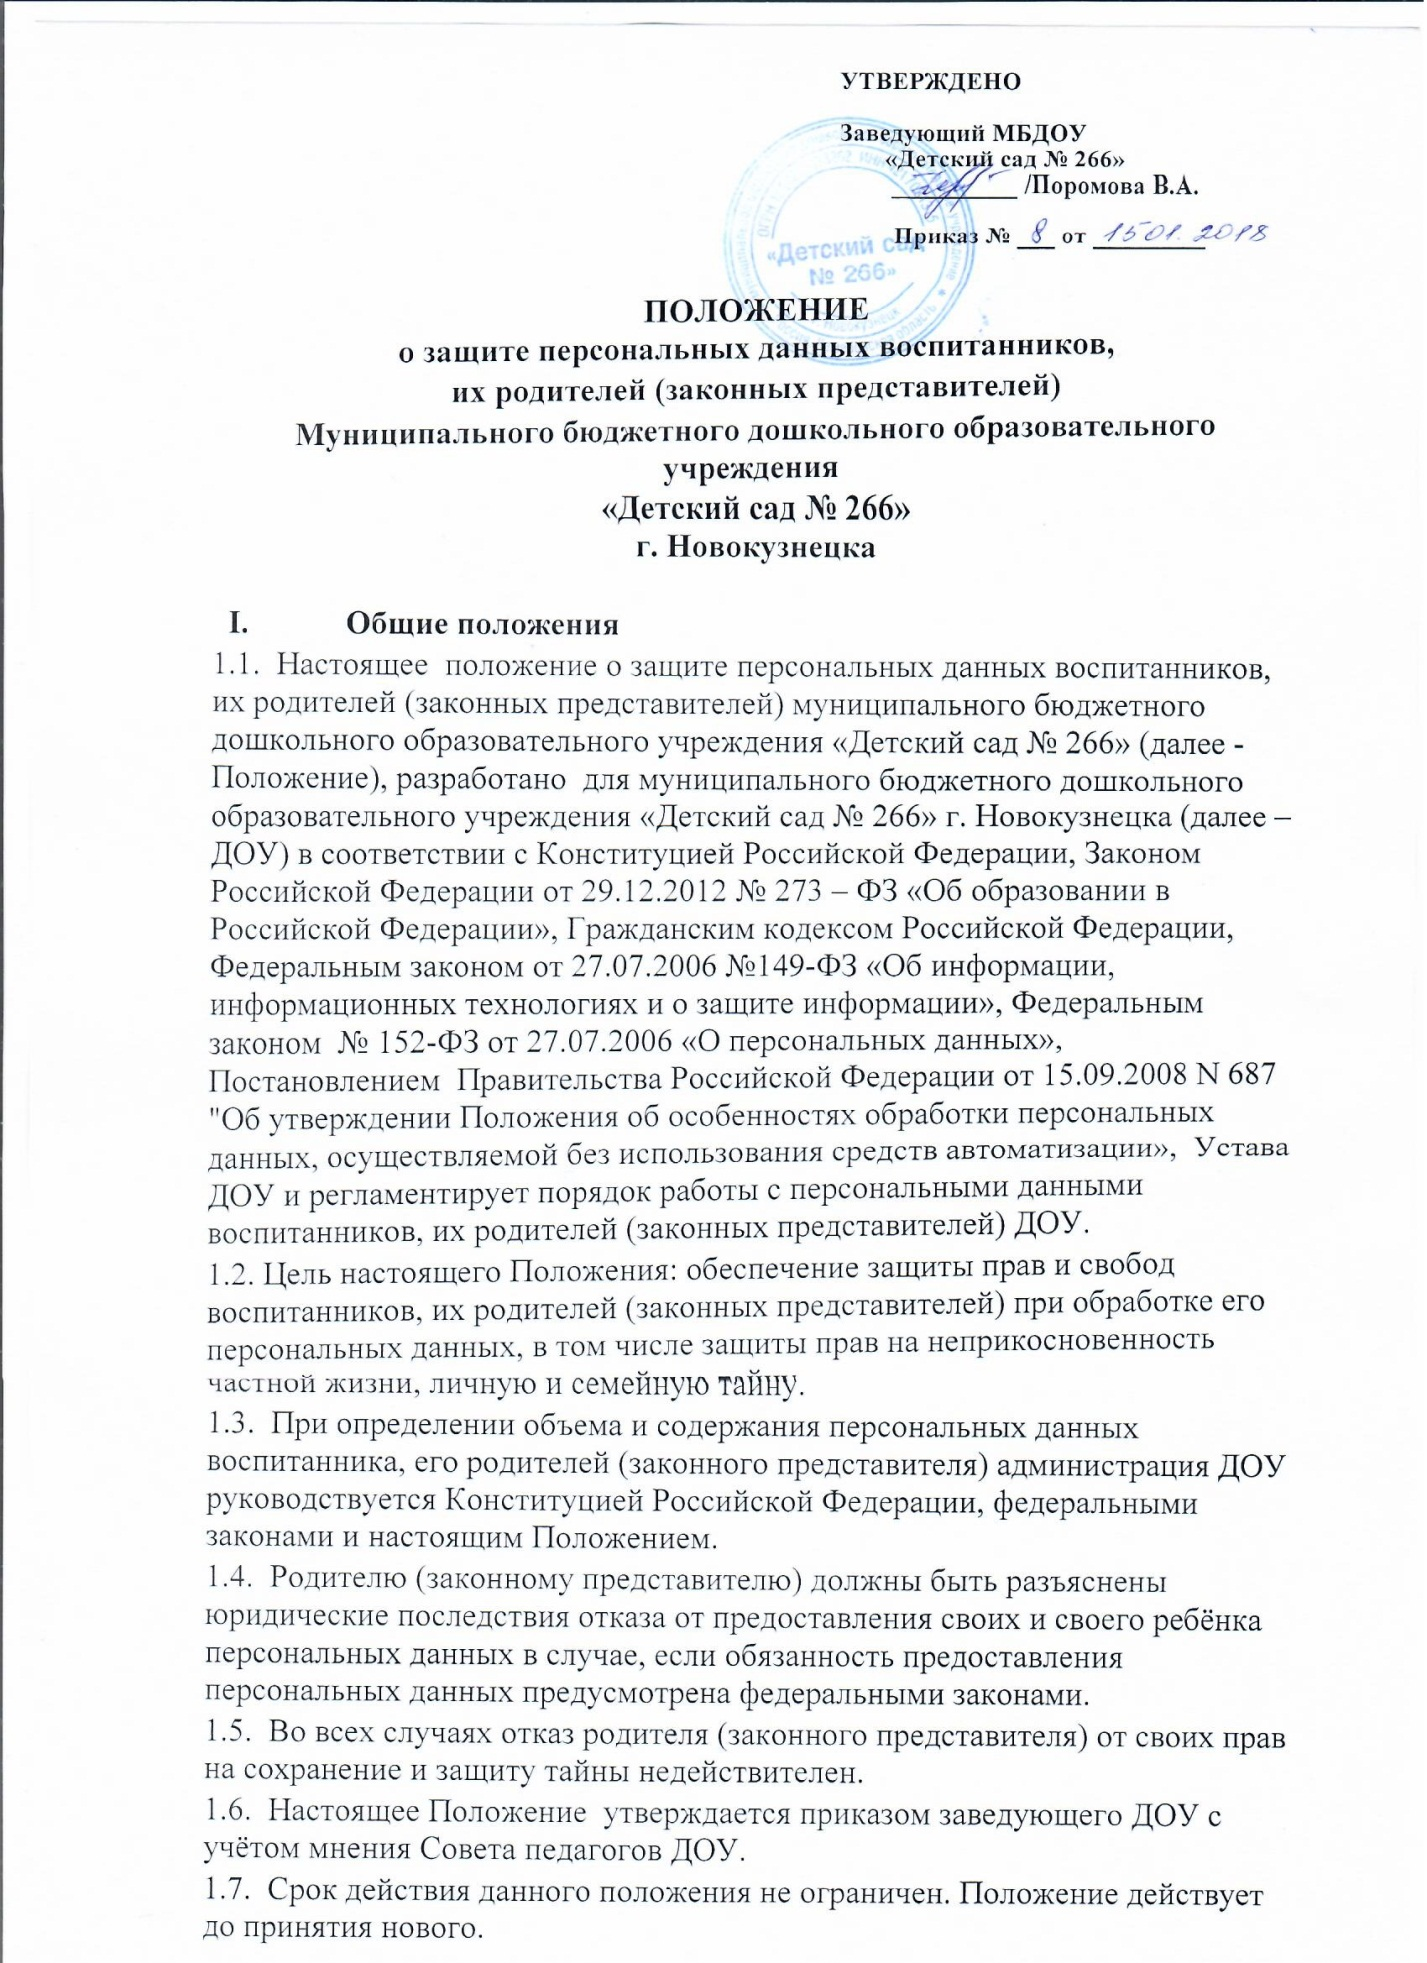 УТВЕРЖДЕНО
Заведующий МБДОУ
«Детский сад № 266»
__________ /Поромова В.А.
Приказ № 8 от 15 01. 2018
«Детский сад
№ 266»
ПОЛОЖЕНИЕ
о защите персональных данных воспитанников,
их родителей (законных представителей)
Муниципального бюджетного дошкольного образовательного
учреждения
«Детский сад № 266»
г. Новокузнецка
I. Общие положения
1.1. Настоящее положение о защите персональных данных воспитанников,
их родителей (законных представителей) муниципального бюджетного
дошкольного образовательного учреждения «Детский сад № 266» (далее -
Положение), разработано для муниципального бюджетного дошкольного
образовательного учреждения «Детский сад № 266» г. Новокузнецка (далее –
ДОУ) в соответствии с Конституцией Российской Федерации, Законом
Российской Федерации от 29.12.2012 № 273 – ФЗ «Об образовании в
Российской Федерации», Гражданским кодексом Российской Федерации,
Федеральным законом от 27.07.2006 №149-ФЗ «Об информации,
информационных технологиях и о защите информации», Федеральным
законом № 152-ФЗ от 27.07.2006 «О персональных данных»,
Постановлением Правительства Российской Федерации от 15.09.2008 N 687
"Об утверждении Положения об особенностях обработки персональных
данных, осуществляемой без использования средств автоматизации», Устава
ДОУ и регламентирует порядок работы с персональными данными
воспитанников, их родителей (законных представителей) ДОУ.
1.2. Цель настоящего Положения: обеспечение защиты прав и свобод
воспитанников, их родителей (законных представителей) при обработке его
персональных данных, в том числе защиты прав на неприкосновенность
частной жизни, личную и семейную тайну.
1.3. При определении объема и содержания персональных данных
воспитанника, его родителей (законного представителя) администрация ДОУ
руководствуется Конституцией Российской Федерации, федеральными
законами и настоящим Положением.
1.4. Родителю (законному представителю) должны быть разъяснены
юридические последствия отказа от предоставления своих и своего ребёнка
персональных данных в случае, если обязанность предоставления
персональных данных предусмотрена федеральными законами.
1.5. Во всех случаях отказ родителя (законного представителя) от своих прав
на сохранение и защиту тайны недействителен.
1.6. Настоящее Положение утверждается приказом заведующего ДОУ с
учётом мнения Совета педагогов ДОУ.
1.7. Срок действия данного положения не ограничен. Положение действует
до принятия нового.